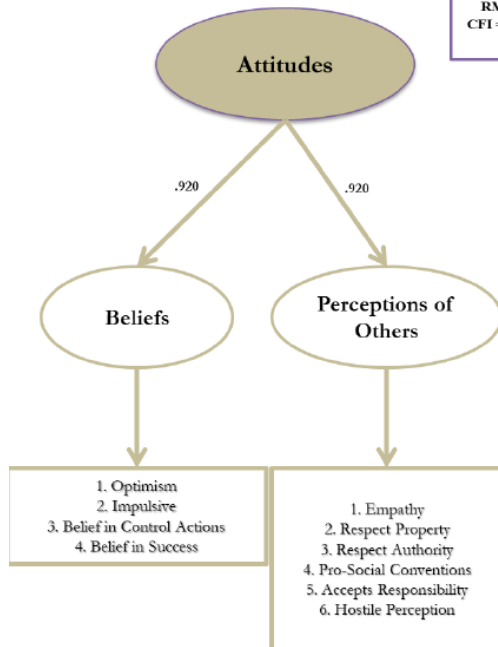 RM
CFI =
Attitudes
.920
.920
Beliefs
Perceptions of
Others
1. Optimism
2. Impulsive
3. Belief in Control Actions
4. Belief in Success
1. Empathy
2. Respect Property
3. Respect Authority
4. Pro-Social Conventions
5. Accepts Responsibility
6. Hostile Perception